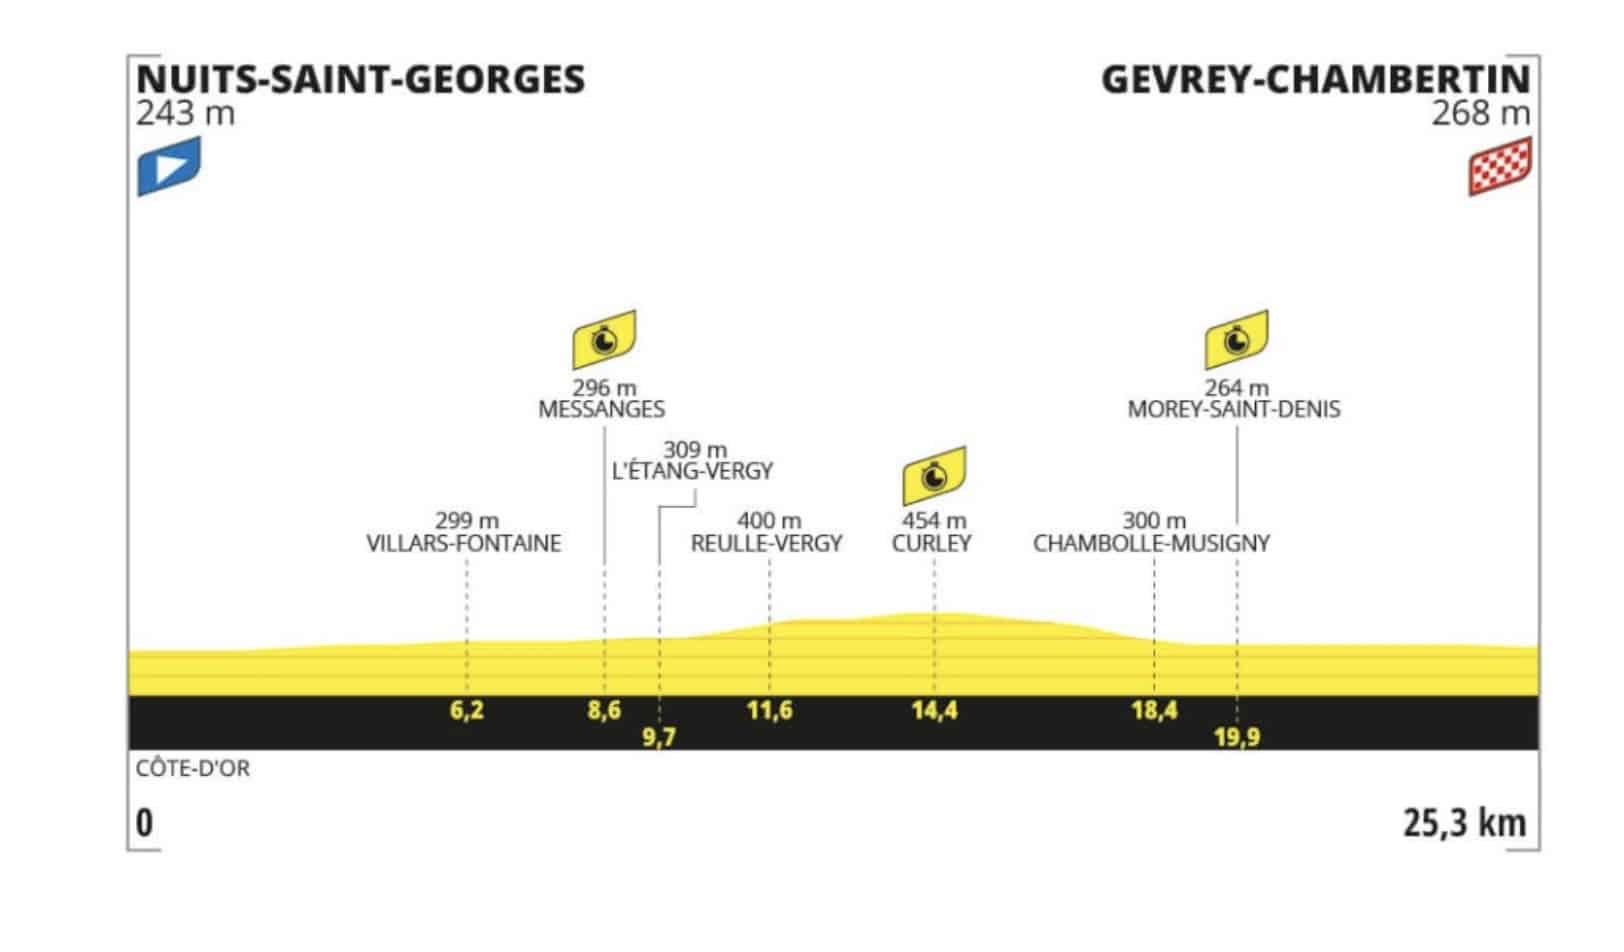 NUITS-SAINT-GEORGES
243 m
GEVREY-CHAMBERTIN
268 m
296 m
MESSANGES
264 m
MOREY-SAINT-DENIS
309 m
L'ÉTANG-VERGY
299 m
VILLARS-FONTAINE
400 m
REULLE-VERGY
454 m
CURLEY
300 m
CHAMBOLLE-MUSIGNY
6,2
8,6
9,7
11,6
14,4
18,4
19,9
CÔTE-D'OR
0
25,3 km